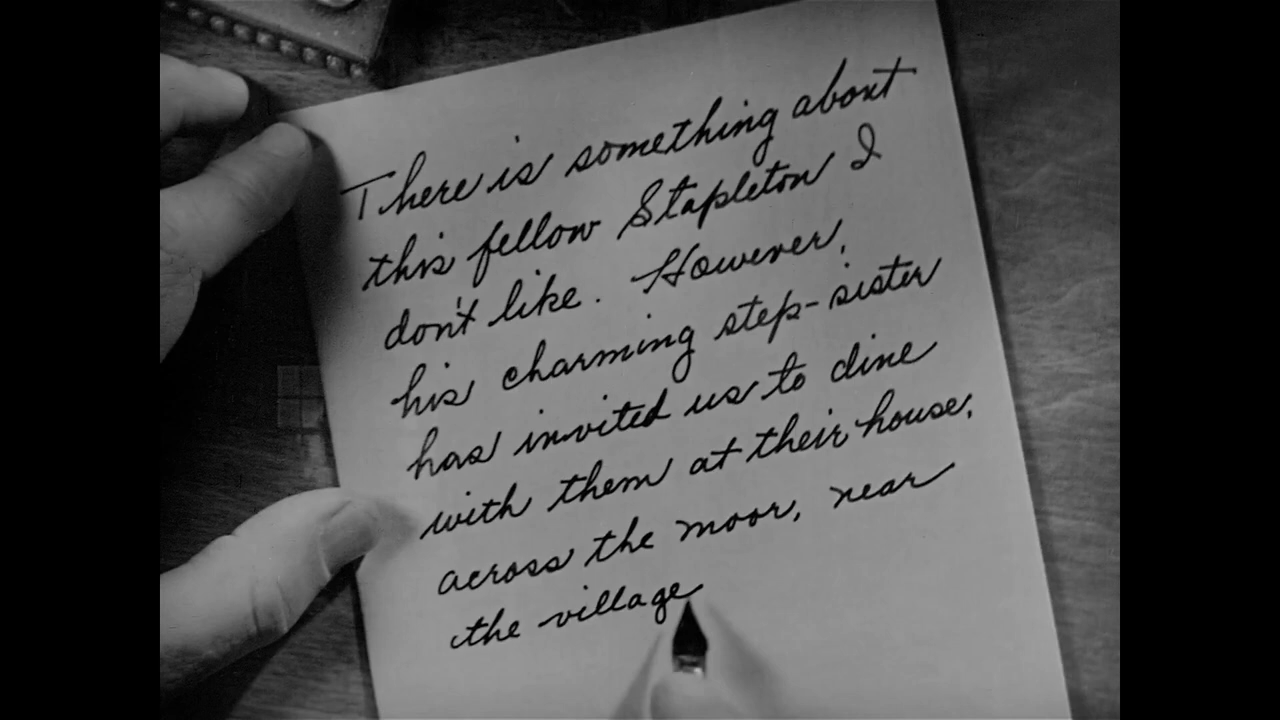 There is something about
this fellow Stapleton I
don't like. However,
his charming step-sister
has invited us to dine
with them at their house,
across the moor, near
the village